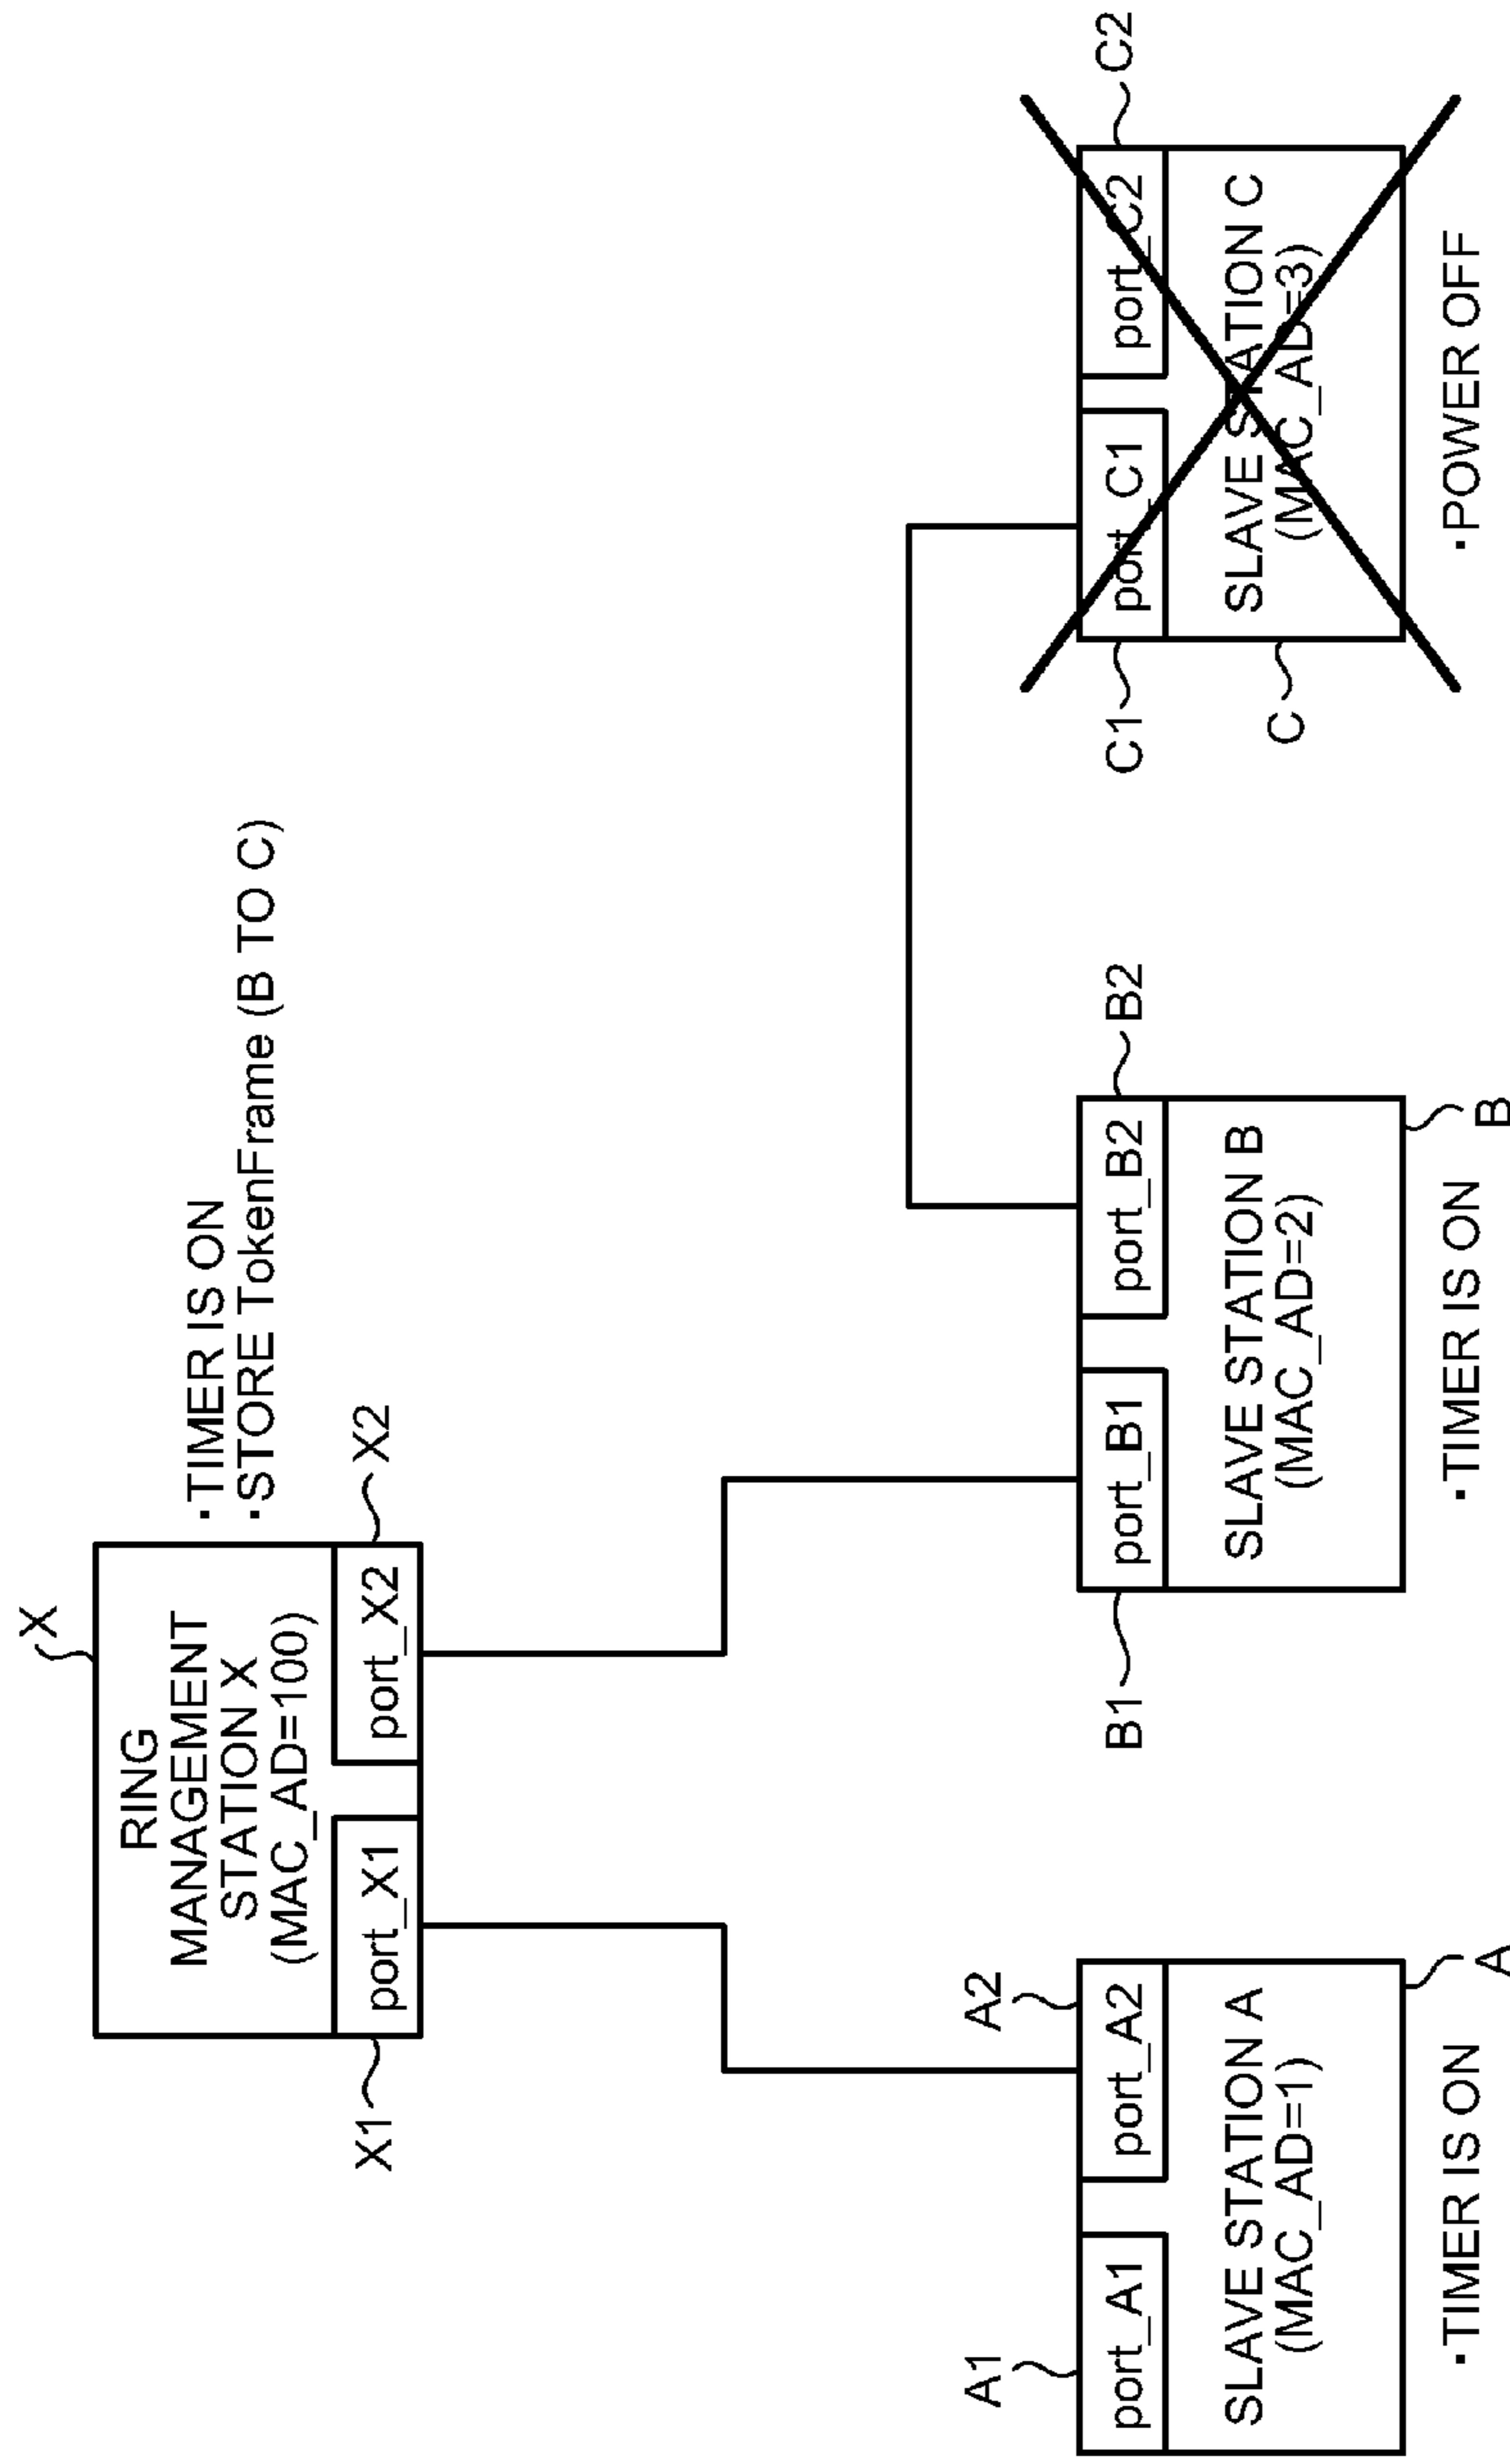 X
RING
MANAGEMENT
STATION X
(MAC_AD=100)
port_X1
port_X2
X1
X2
·TIMER IS ON
·STORE TokenFrame (B TO C)
A1
A2
port_A1
port_A2
SLAVE STATION A
(MAC_AD=1)
A
·TIMER IS ON
B1
B2
port_B1
port_B2
SLAVE STATION B
(MAC_AD=2)
B
·TIMER IS ON
C1
C2
port_C1
port_C2
SLAVE STATION C
(MAC_AD=3)
C
·POWER OFF